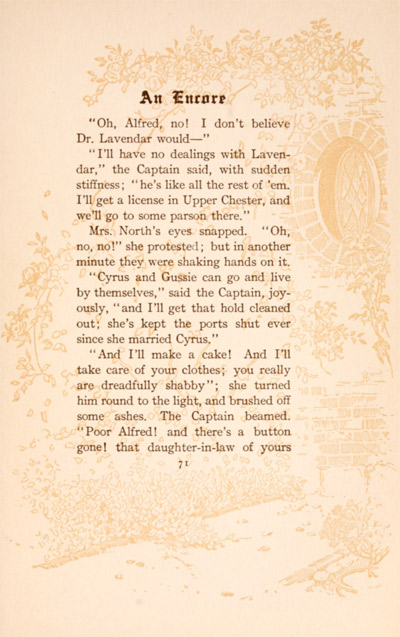 An Encore
"Oh, Alfred, no! I don't believe
Dr. Lavendar would—"
"I'll have no dealings with Laven-
dar," the Captain said, with sudden
stiffness; "he's like all the rest of 'em.
I'll get a license in Upper Chester, and
we'll go to some parson there."
Mrs. North's eyes snapped. "Oh,
no, no!" she protested; but in another
minute they were shaking hands on it.
"Cyrus and Gussie can go and live
by themselves," said the Captain, joy-
ously, "and I'll get that hold cleaned
out; she's kept the ports shut ever
since she married Cyrus."
"And I'll make a cake! And I'll
take care of your clothes; you really
are dreadfully shabby"; she turned
him round to the light, and brushed off
some ashes. The Captain beamed.
"Poor Alfred! and there's a button
gone! that daughter-in-law of yours
71